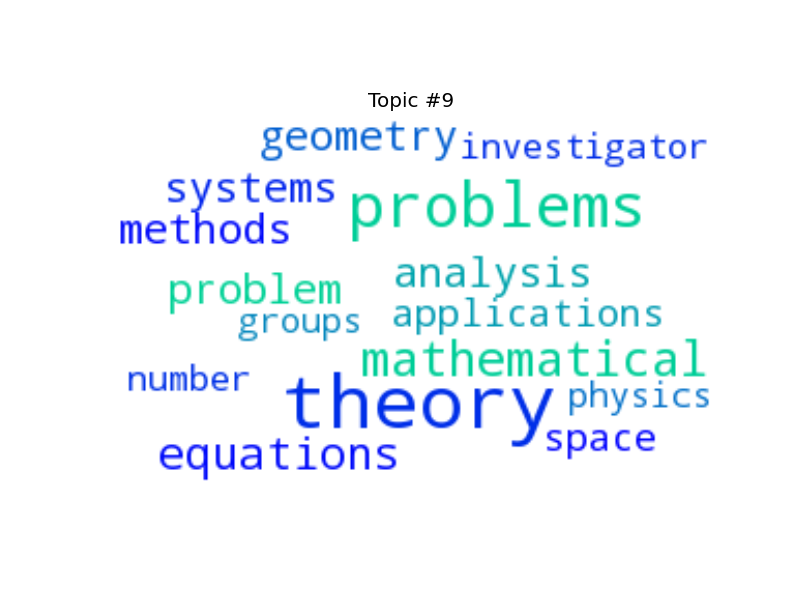 Topic #9
geometry investigator
systems problems
methods
problem analysis
groups applications
mathematical
number theory physics
equations space